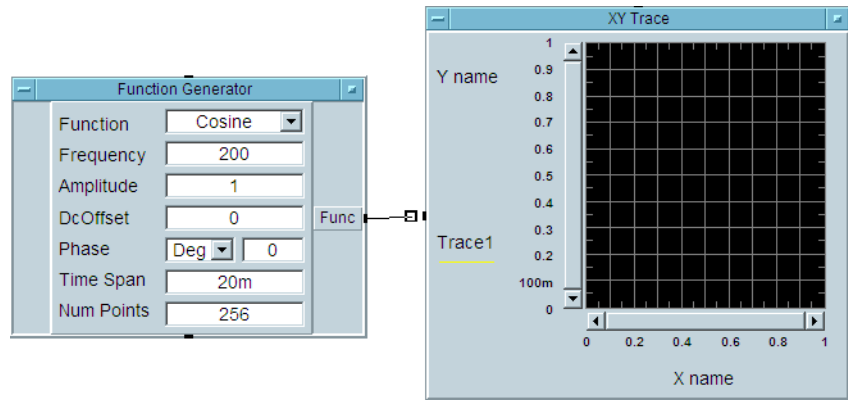 Function Generator
Function Cosine
Frequency 200
Amplitude 1
DcOffset 0
Func
Phase Deg 0
Time Span 20m
Num Points 256
XY Trace
Y name
Trace1
1
0.9
0.8
0.7
0.6
0.5
0.4
0.3
0.2
100m
0
0 0.2 0.4 0.6 0.8 1
X name